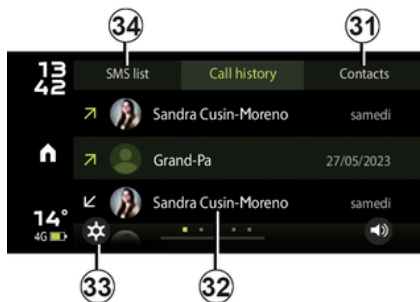 34
31
13
42
SMS list
Call history
Contacts
Sandra Cusin-Moreno
samedi
Grand-Pa
27/05/2023
Sandra Cusin-Moreno
samedi
14°
4G
33
32